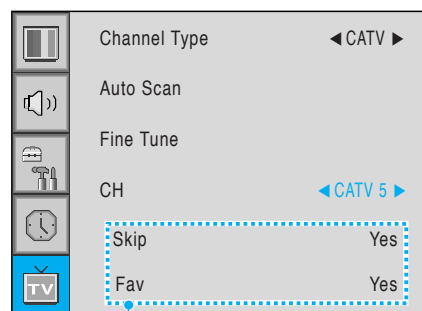 Channel Type ◀ CATV ▶
Auto Scan
Fine Tune
CH ◀ CATV 5 ▶
Skip Yes
Fav Yes
TV